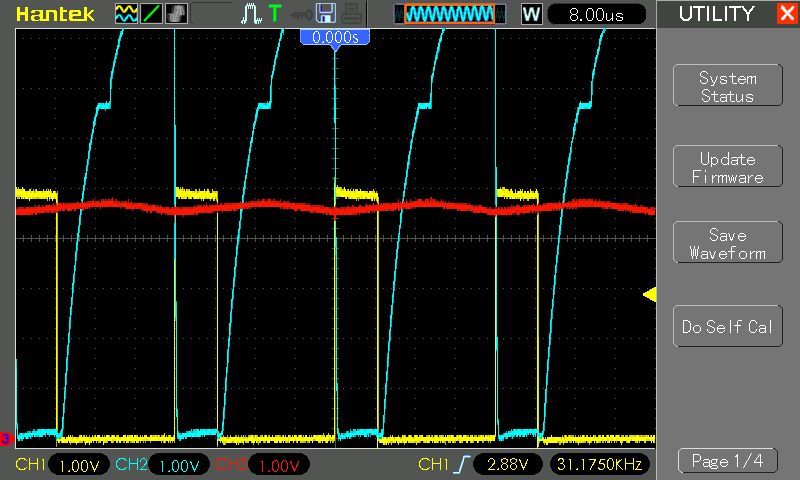 Hantek T W 8.00us UTILITY
0.000s
System
Status
Update
Firmware
Save
Waveform
Do Self Cal
3
CH1 1.00V CH2 1.00V CH3 1.00V CH1 2.88V 31.1750KHz
Page 1/4